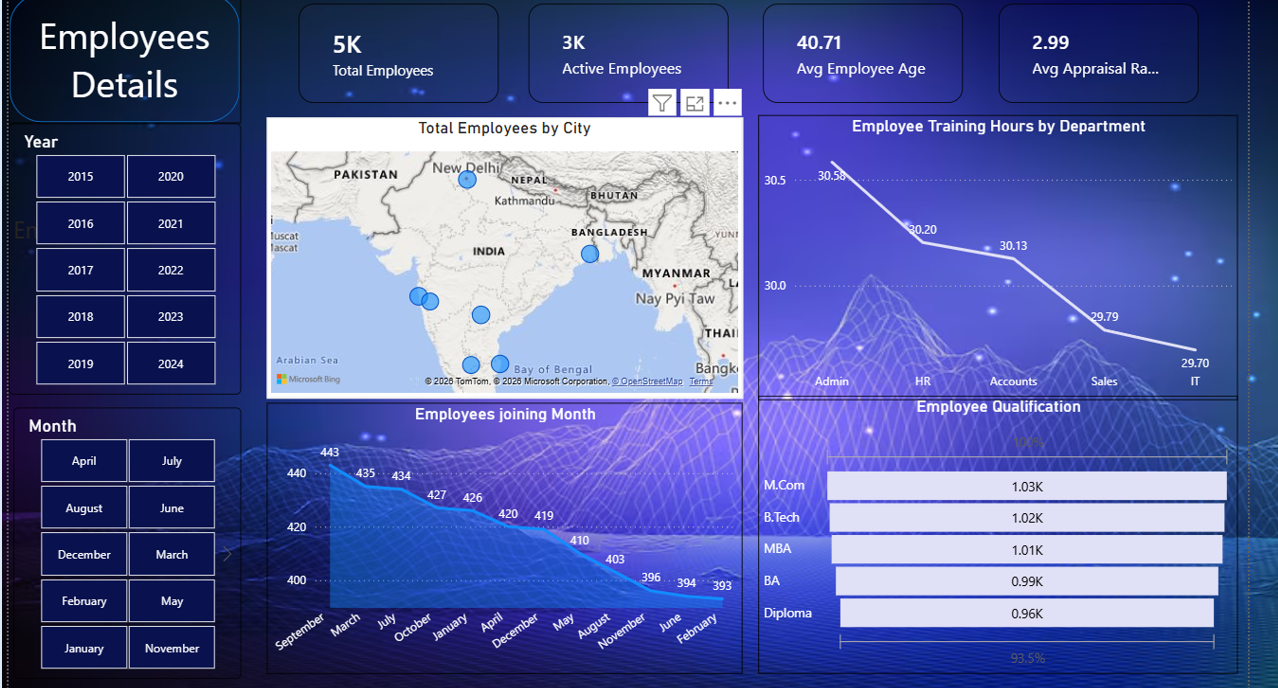 Employees
Details
5K
Total Employees
3K
Active Employees
40.71
Avg Employee Age
2.99
Avg Appraisal Ra...
Year
2015
2020
2016
2021
2017
2022
2018
2023
2019
2024
Month
April
July
August
June
December
March
February
May
January
November
Total Employees by City
PAKISTAN
New Delhi
NEPAL
Kathmandu
BHUTAN
BANGLADESH
INDIA
MYANMAR
Nay Pyi Taw
Muscat
Mascat
YUNN
THAI
Bangko
Arabian Sea
Bay of Bengal
Microsoft Bing
© 2026 TomTom, © 2026 Microsoft Corporation, © OpenStreetMap Terms
Employee Training Hours by Department
30.5
30.0
30.58
30.20
30.13
29.79
29.70
Admin
HR
Accounts
Sales
IT
Employees joining Month
440
420
400
443
435
434
427
426
420
419
410
403
396
394
393
September
March
July
October
January
April
December
May
August
November
June
February
Employee Qualification
100%
M.Com
1.03K
B.Tech
1.02K
MBA
1.01K
BA
0.99K
Diploma
0.96K
93.5%